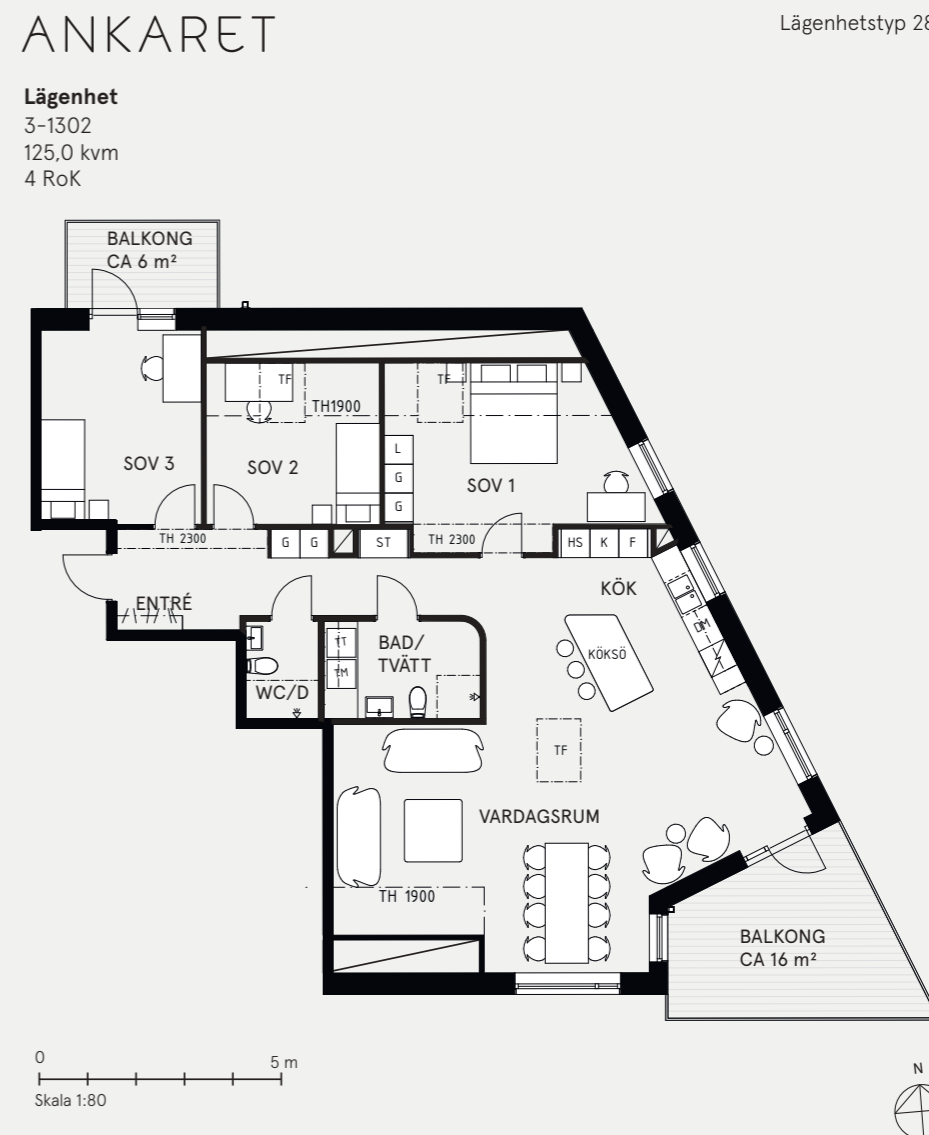 ANKARET
Lägenhetstyp 28
Lägenhet
3-1302
125,0 kvm
4 RoK
BALKONG
CA 6 m²
TF
TH1900
TF
SOV 3
SOV 2
SOV 1
L
G
G
TH 2300
G
G
ST
TH 2300
HS
K
F
ENTRÉ
KÖK
TT
TM
BAD/
TVÄTT
WC/D
DM
KÖKSÖ
TF
VARDAGSRUM
TH 1900
BALKONG
CA 16 m²
0
5 m
Skala 1:80
N